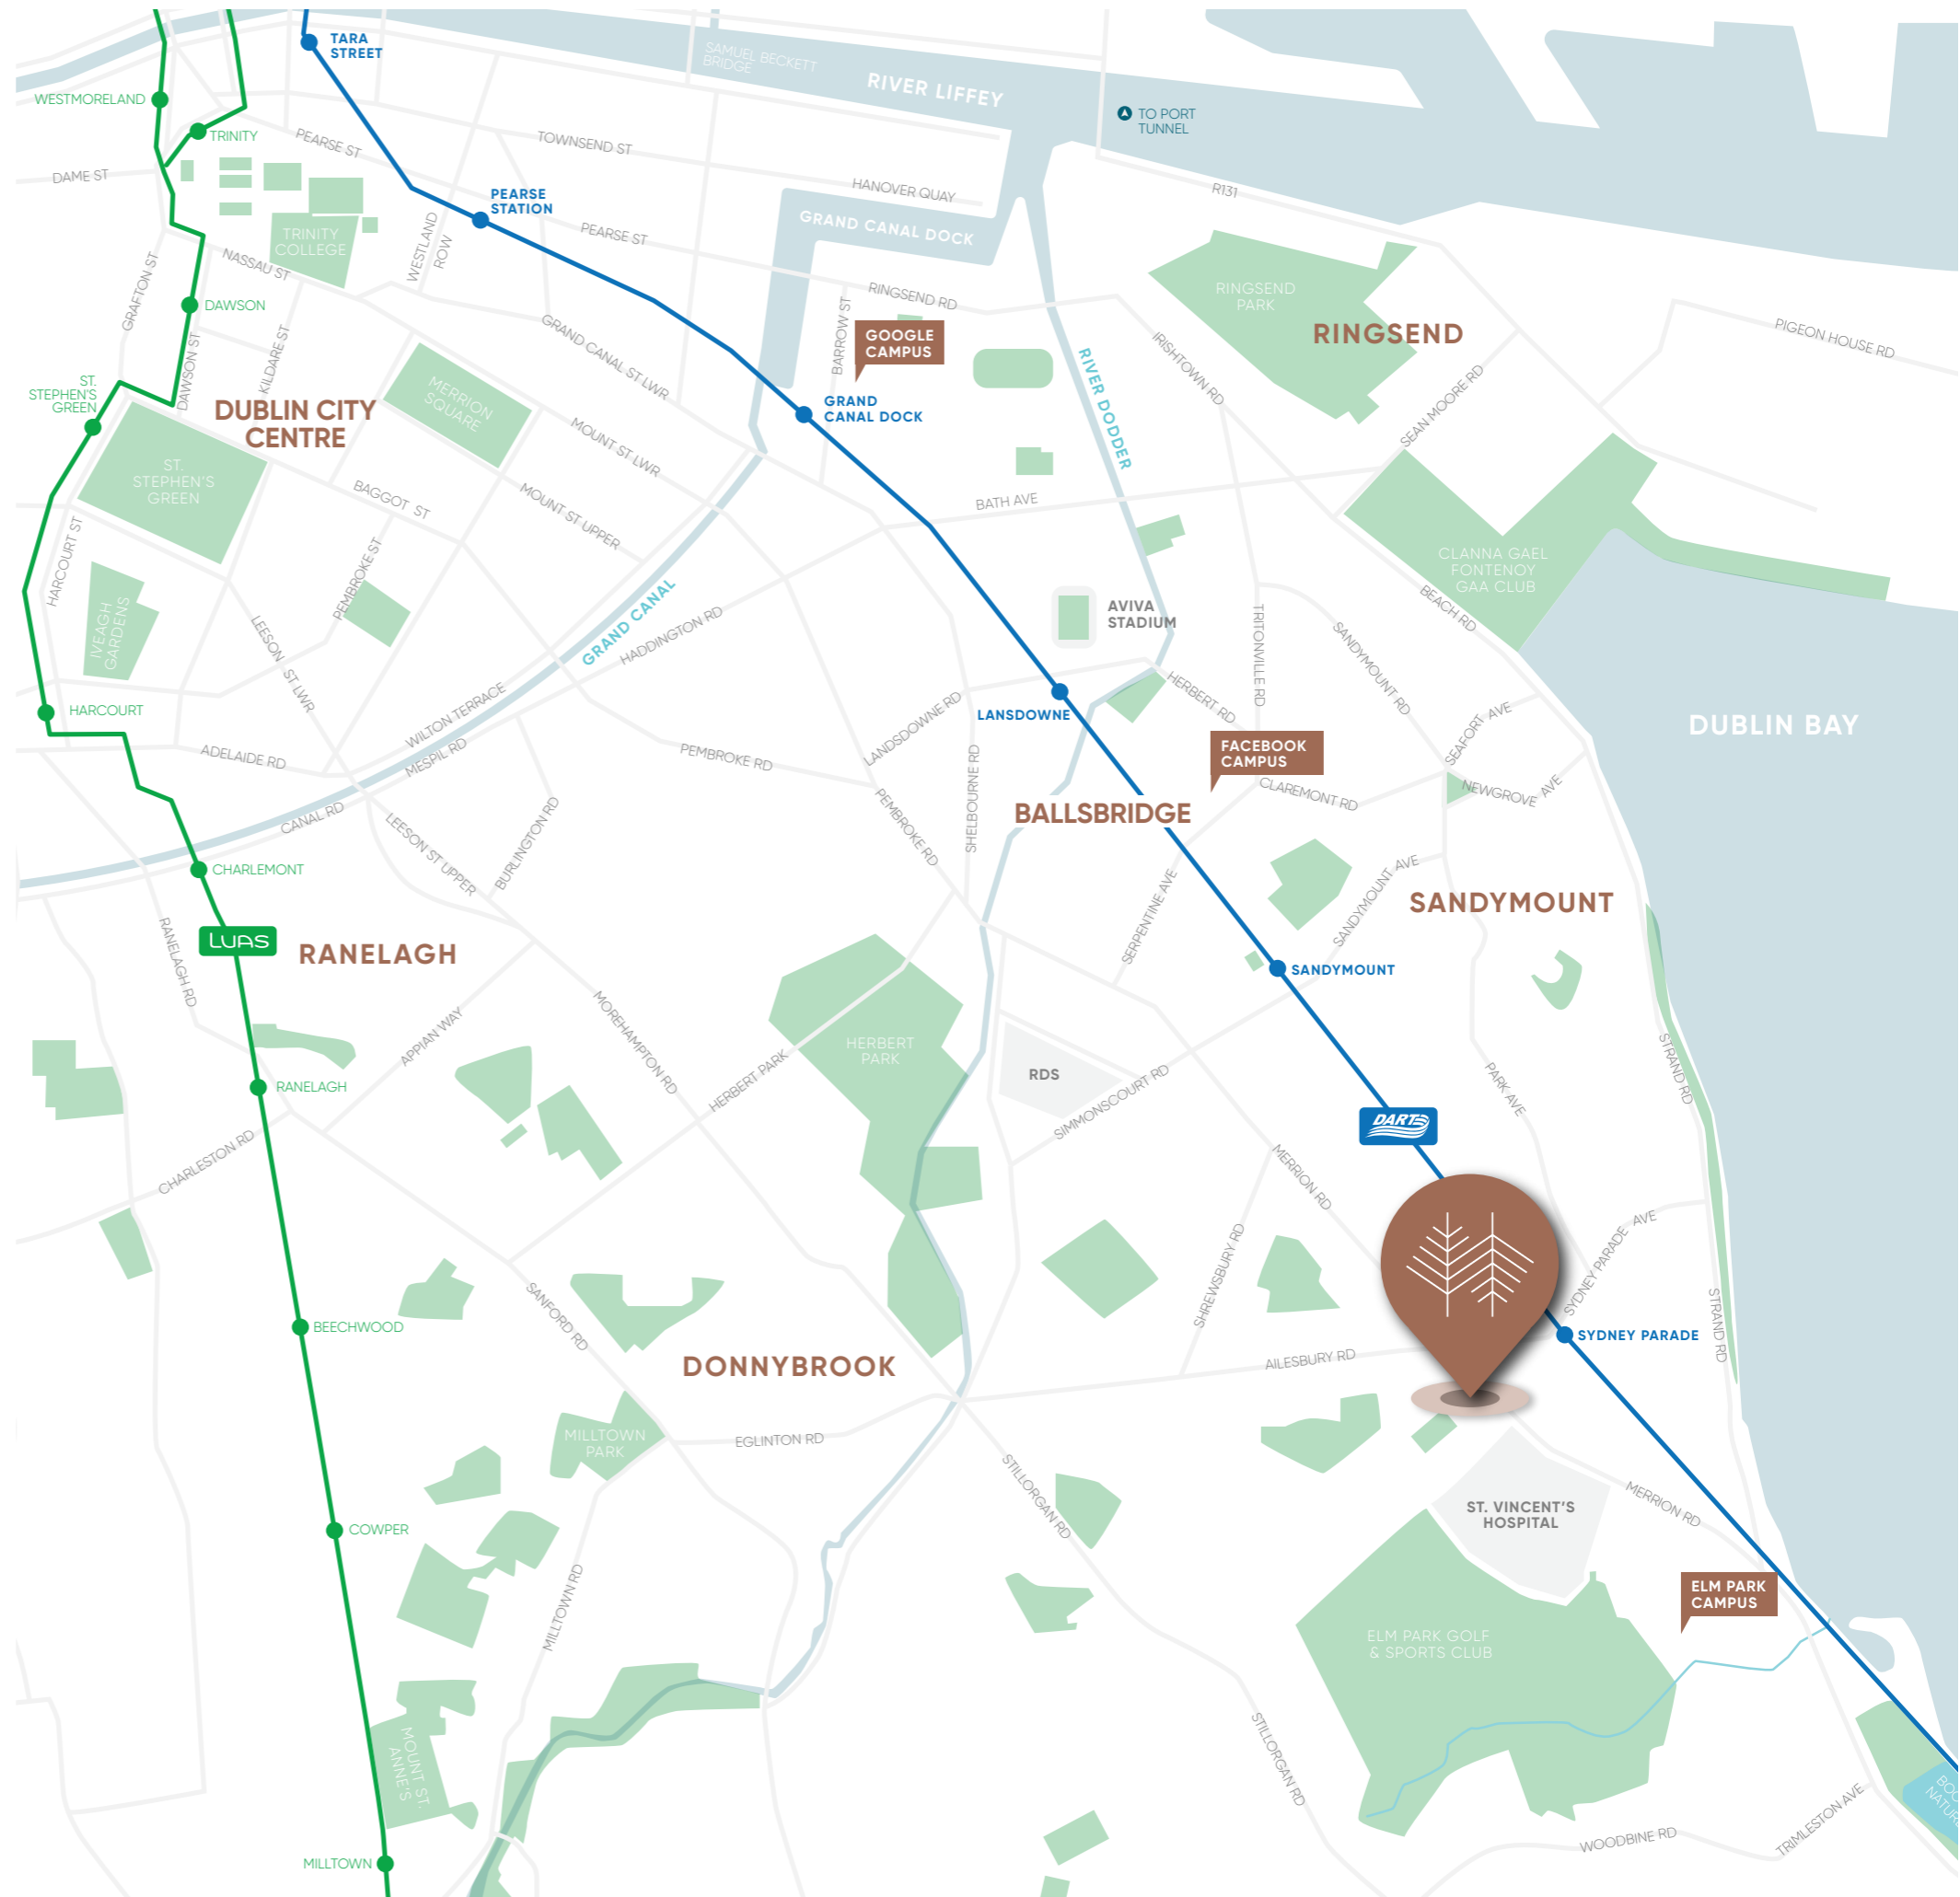 TARA
STREET
WESTMORELAND
TRINITY
SAMUEL BECKETT
BRIDGE
RIVER LIFFEY
TO PORT
TUNNEL
PEARSE ST
TOWNSEND ST
DAME ST
HANOVER QUAY
R131
PEARSE
STATION
GRAND CANAL DOCK
TRINITY
COLLEGE
WESTLAND
ROW
PEARSE ST
NASSAU ST
GRAFTON ST
DAWSON
RINGSEND RD
RINGSEND
PARK
RINGSEND
PIGEON HOUSE RD
GRAND CANAL ST LWR
BARROW ST
GOOGLE
CAMPUS
IRISHTOWN RD
RIVER DODDER
KILDARE ST
DAWSON ST
ST.
STEPHEN'S
GREEN
DUBLIN CITY
CENTRE
MERRION
SQUARE
GRAND
CANAL DOCK
SEAN MOORE RD
MOUNT ST LWR
ST.
STEPHEN'S
GREEN
BAGGOT ST
MOUNT ST UPPER
BATH AVE
HARCOURT ST
PEMBROKE ST
CLANNA GAEL
FONTENOY
GAA CLUB
BEACH RD
IVEAGH
GARDENS
GRAND CANAL
HADDINGTON RD
AVIVA
STADIUM
TRITONVILLE RD
SANDYMOUNT RD
LEESON ST LWR
HARCOURT
WILTON TERRACE
MESPIL RD
LANDSDOWNE RD
LANSDOWNE
HERBERT RD
SEAFORT AVE
DUBLIN BAY
ADELAIDE RD
PEMBROKE RD
FACEBOOK
CAMPUS
CLAREMONT RD
NEWGROVE AVE
CANAL RD
LEESON ST UPPER
BURLINGTON RD
PEMBROKE RD
SHELBOURNE RD
BALLSBRIDGE
CHARLEMONT
SERPENTINE AVE
SANDYMOUNT AVE
SANDYMOUNT
LUAS
RANELAGH
RANELAGH RD
SANDYMOUNT
APPIAN WAY
MOREHAMPTON RD
HERBERT
PARK
HERBERT PARK
RDS
SIMMONSCOURT RD
PARK AVE
STRAND RD
RANELAGH
DART
CHARLESTON RD
MERRION RD
SHREWSBURY RD
SYDNEY PARADE AVE
SANFORD RD
BEECHWOOD
SYDNEY PARADE
STRAND RD
DONNYBROOK
AILESBURY RD
MILLTOWN
PARK
EGLINTON RD
STILLORGAN RD
ST. VINCENT'S
HOSPITAL
MERRION RD
COWPER
MILLTOWN RD
ELM PARK
CAMPUS
ELM PARK GOLF
& SPORTS CLUB
MOUNT ST.
ANNE'S
STILLORGAN RD
WOODBINE RD
TRIMLESTON AVE
MILLTOWN